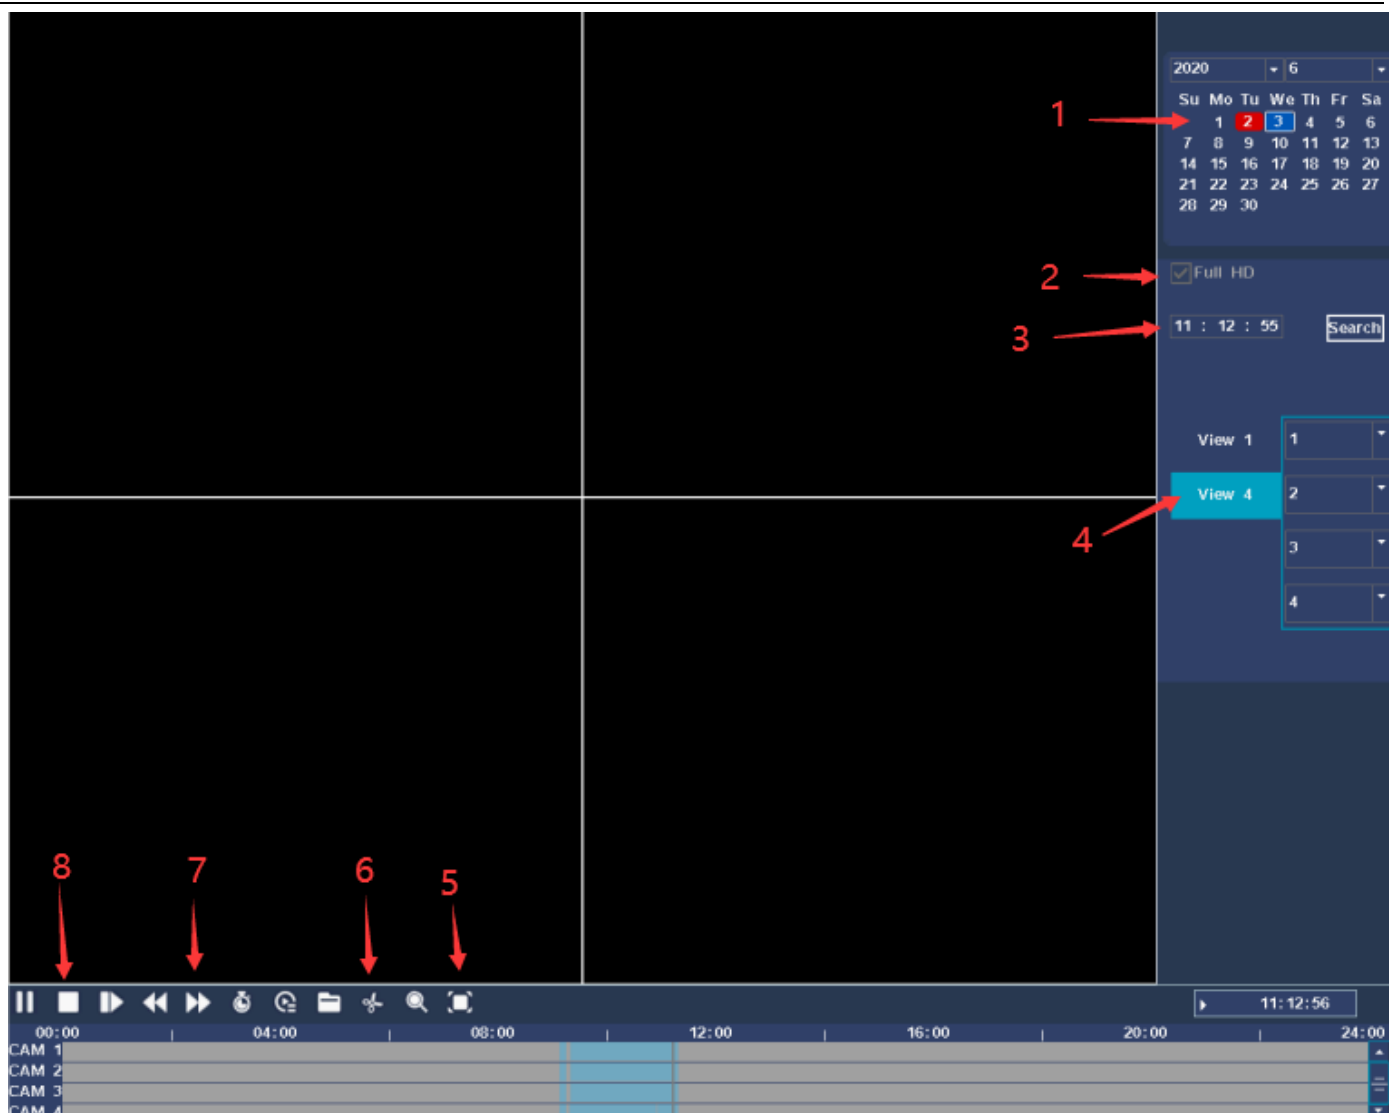 2020 6
Su Mo Tu We Th Fr Sa
1
1 2 3 4 5 6
7 8 9 10 11 12 13
14 15 16 17 18 19 20
21 22 23 24 25 26 27
28 29 30
2
Full HD
3
11 : 12 : 55 Search
View 1 1
View 4 2
4
3
4
8 7 6 5
11:12:56
00:00 04:00 08:00 12:00 16:00 20:00 24:00
CAM 1
CAM 2
CAM 3
CAM 4